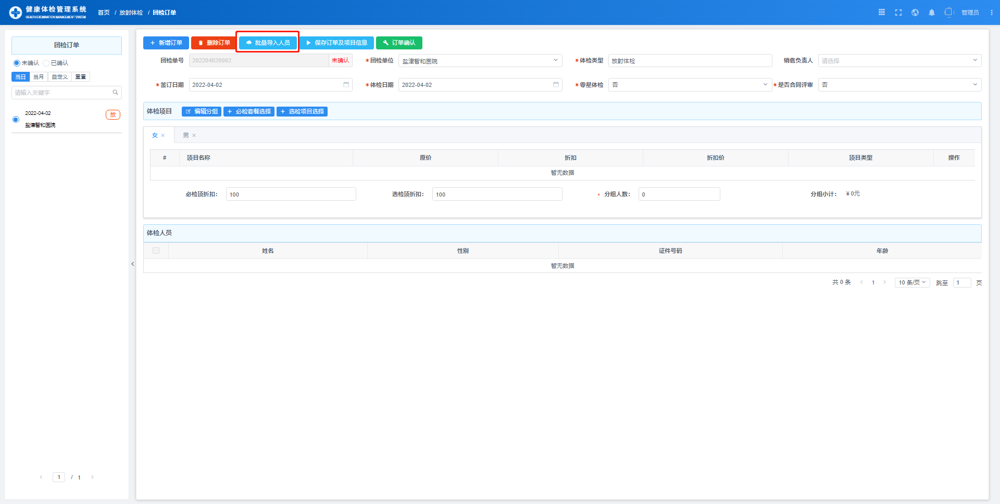 健康体检管理系统
HEALTH EXCMINATION MANAGEMENT SYSTEM
首页 / 放射体检 / 团检订单
管理员
团检订单
未确认 已确认
当日 当月 自定义 重置
请输入关键字
2022-04-02 放
盐津智和医院
1 / 1
新增订单 删除订单 批量导入人员 保存订单及项目信息 订单确认
团检单号 202204020002 未确认 *团检单位 盐津智和医院 *体检类型 放射体检 销售负责人 请选择
*签订日期 2022-04-02 *体检日期 2022-04-02 *零星体检 否 *是否合同评审 否
体检项目 编辑分组 必检套餐选择 选检项目选择
女 男
# 项目名称 原价 折扣 折扣价 项目类型 操作
暂无数据
必检项折扣: 100 选检项折扣: 100 * 分组人数: 0 分组小计: ¥ 0元
体检人员
姓名 性别 证件号码 年龄
暂无数据
共 0 条 1 10 条/页 跳至 1 页